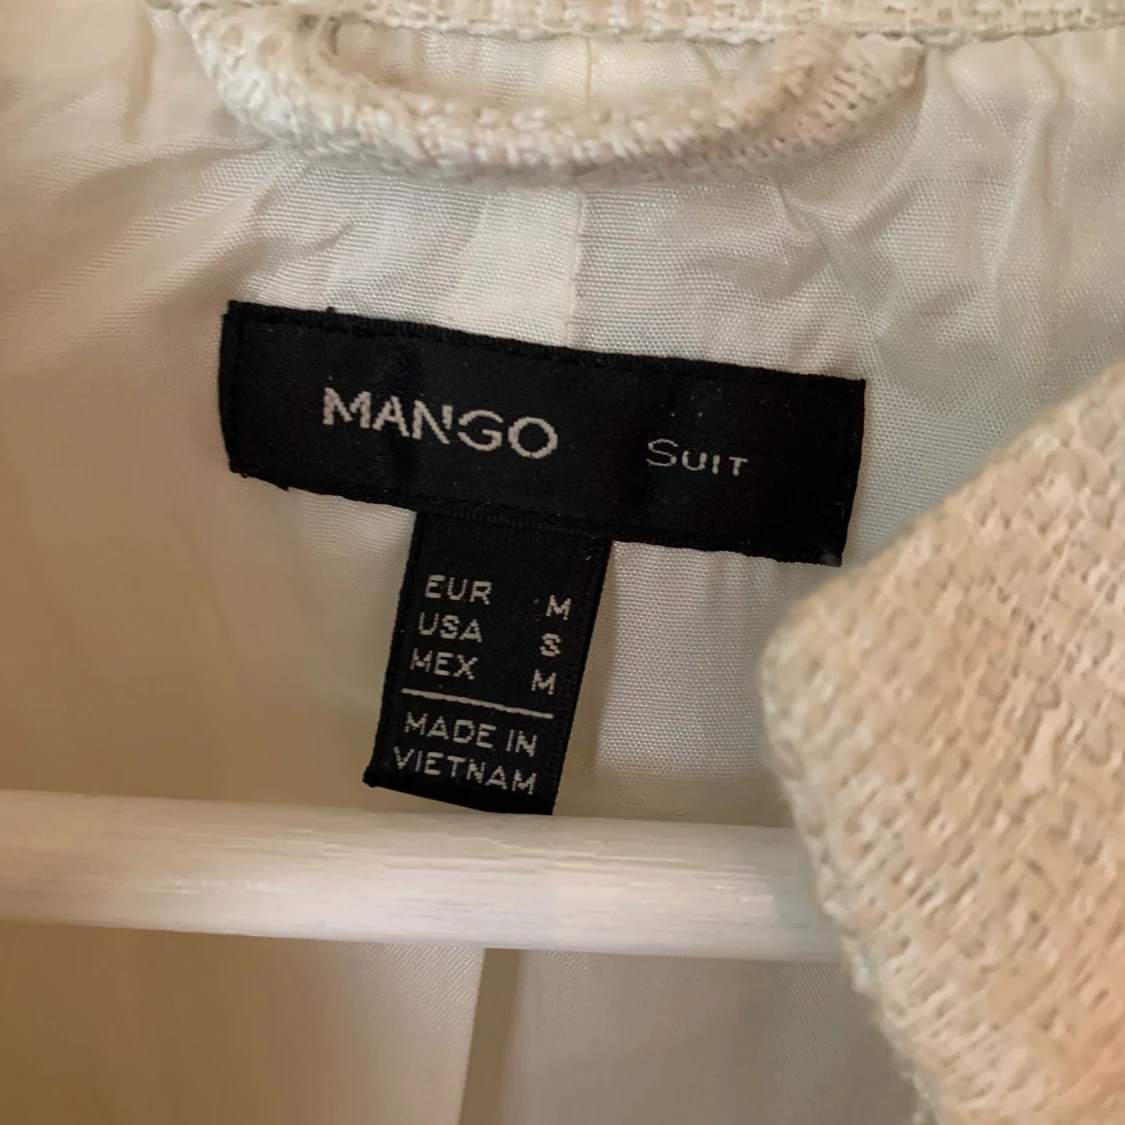 MANGO SUIT
EUR M
USA S
MEX M
MADE IN
VIETNAM